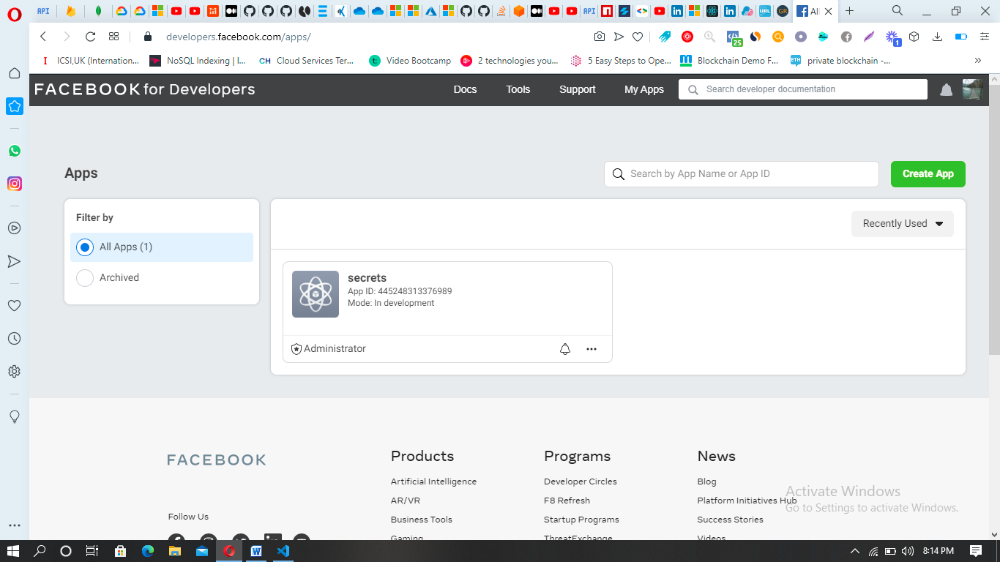 developers.facebook.com/apps/
25
1
ICSI,UK (Internation...
NoSQL Indexing | I...
CH Cloud Services Ter...
Video Bootcamp
2 technologies you...
5 Easy Steps to Ope...
Blockchain Demo F...
private blockchain -...
FACEBOOK for Developers
Docs
Tools
Support
My Apps
Search developer documentation
Apps
Search by App Name or App ID
Create App
Filter by
All Apps (1)
Archived
Recently Used
secrets
App ID: 445248313376989
Mode: In development
Administrator
FACEBOOK
Follow Us
Products
Artificial Intelligence
AR/VR
Business Tools
Gaming
Programs
Developer Circles
F8 Refresh
Startup Programs
ThreatExchange
News
Blog
Platform Initiatives Hub
Success Stories
Videos
Activate Windows
Go to Settings to activate Windows.
8:14 PM